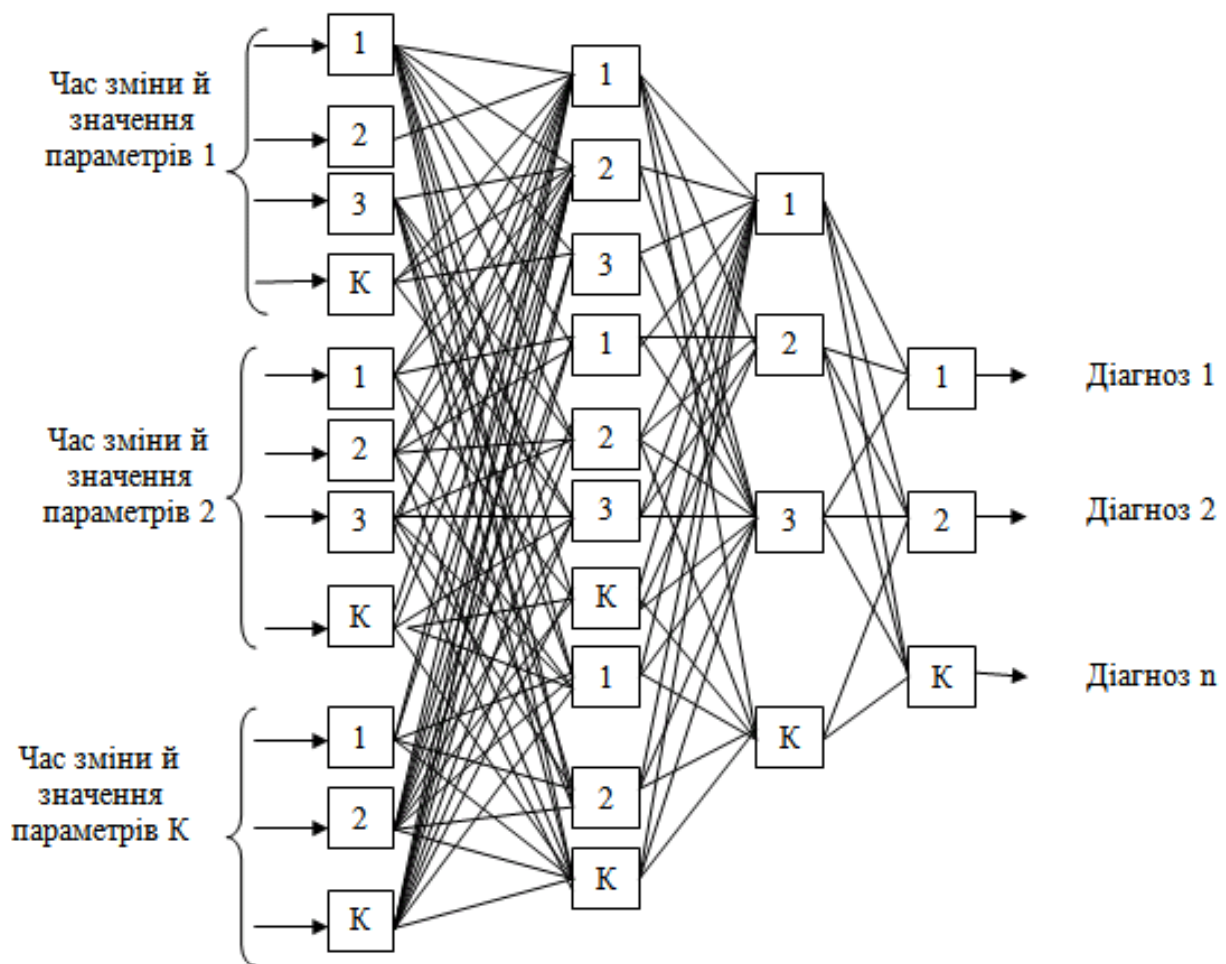 Час зміни й
значення
параметрів 1
Час зміни й
значення
параметрів 2
Час зміни й
значення
параметрів К
1
2
3
К
1
2
3
К
1
2
К
1
2
3
1
2
3
К
1
2
К
1
2
3
К
1
2
К
Діагноз 1
Діагноз 2
Діагноз n